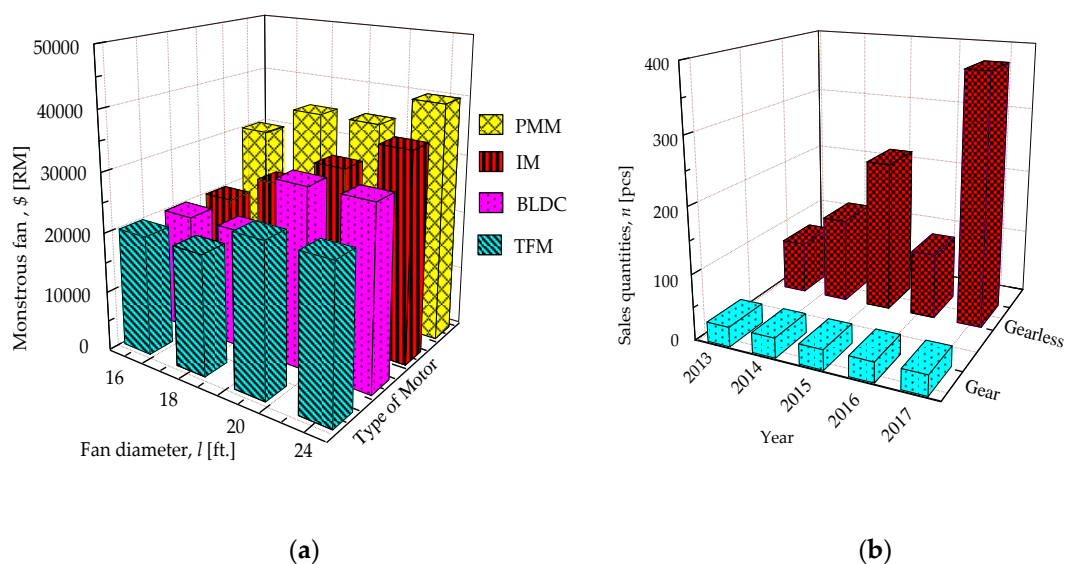 50000
40000
30000
20000
10000
0
Monstrous fan , $ [RM]
16
18
20
24
Fan diameter, l [ft.]
Type of Motor
PMM
IM
BLDC
TFM
(a)
400
300
200
100
0
Sales quantities, n [pcs]
2013
2014
2015
2016
2017
Year
Gearless
Gear
(b)